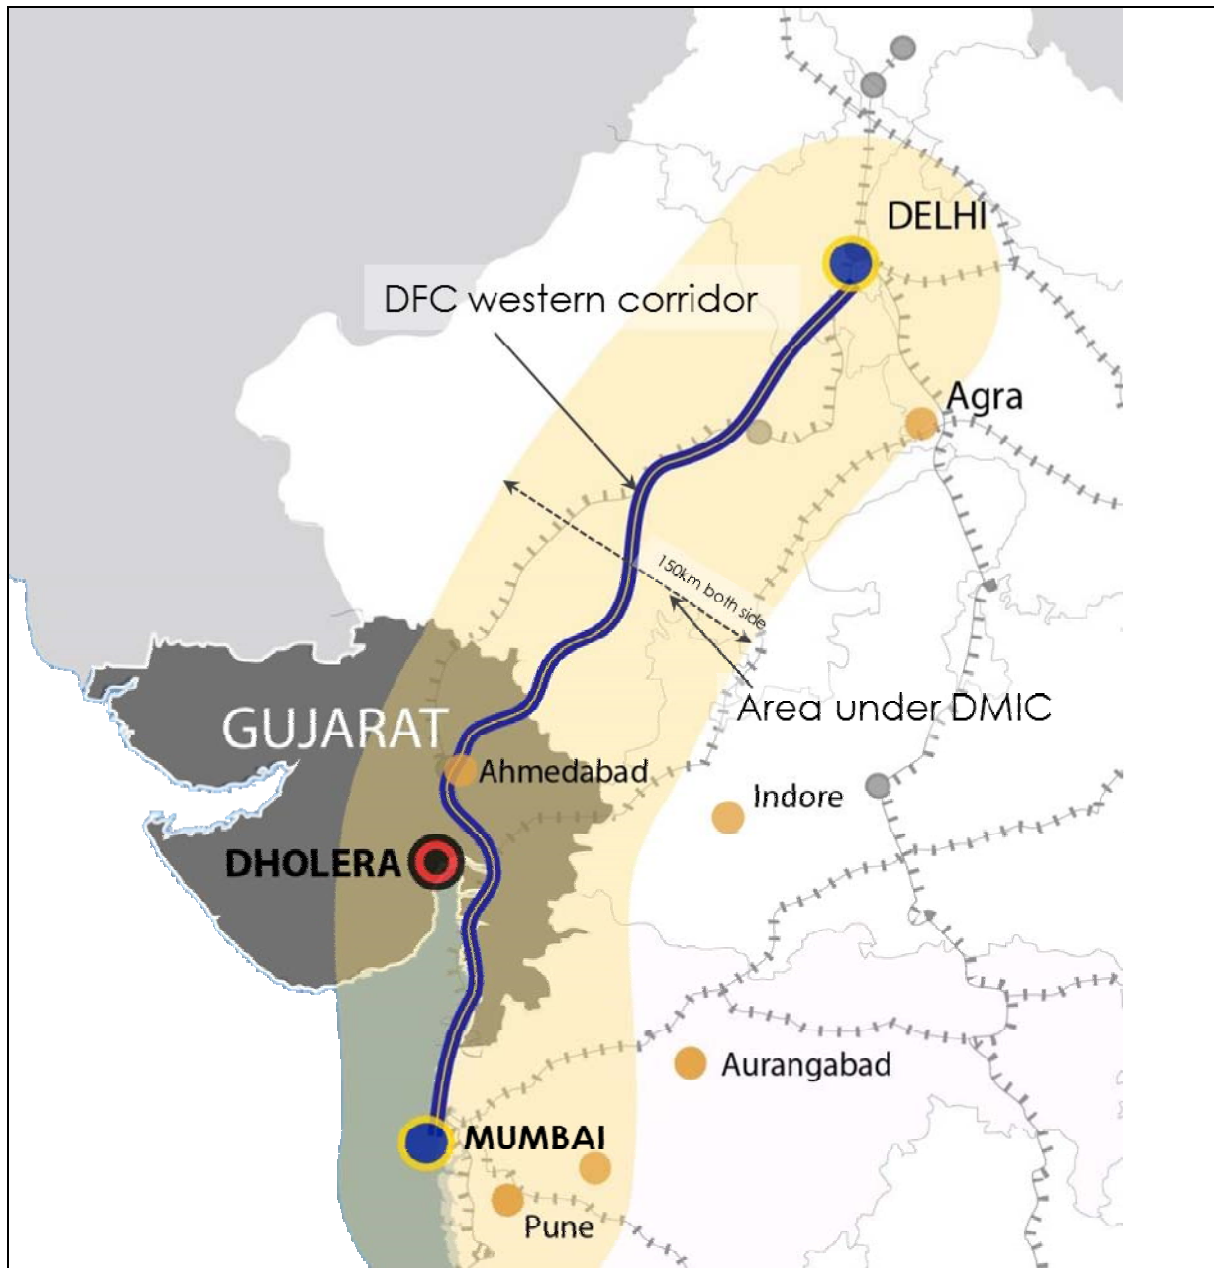 DELHI
DFC western corridor
Agra
150km both side
Area under DMIC
GUJARAT
Ahmedabad
Indore
DHOLERA
Aurangabad
MUMBAI
Pune